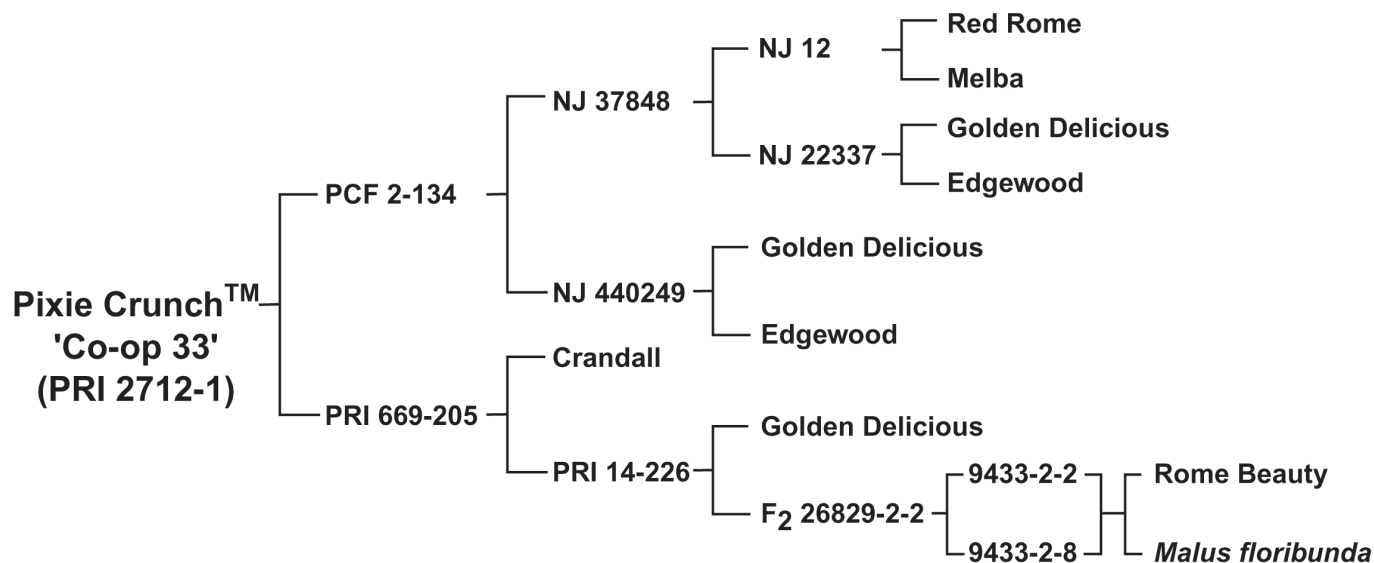 Red Rome
NJ 12
Melba
NJ 37848
Golden Delicious
NJ 22337
Edgewood
PCF 2-134
Golden Delicious
NJ 440249
Edgewood
Pixie Crunch™
'Co-op 33'
(PRI 2712-1)
Crandall
PRI 669-205
Golden Delicious
PRI 14-226
9433-2-2
Rome Beauty
F₂ 26829-2-2
9433-2-8
Malus floribunda